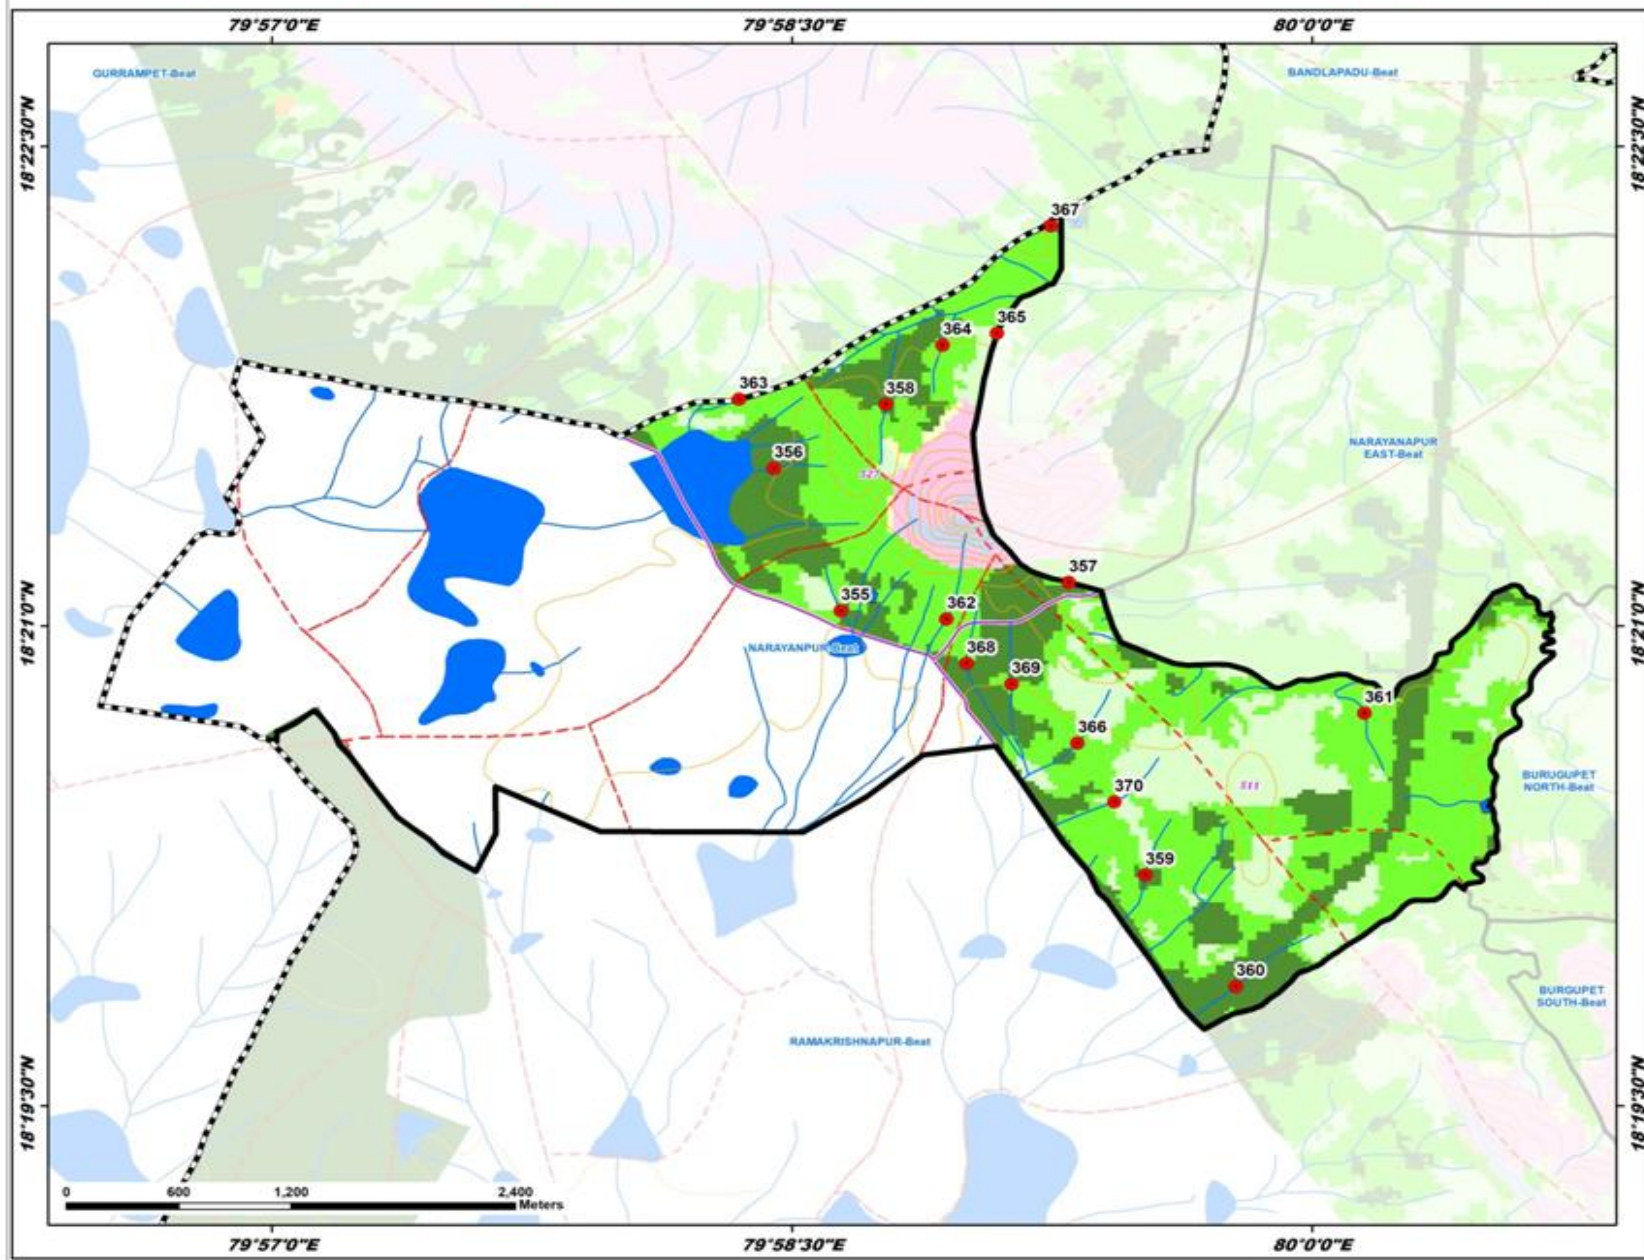 79°57'0"E
79°58'30"E
80°0'0"E
GURRAMPET-Beat
BANDLAPADU-Beat
18°22'30"N
18°22'30"N
367
365
364
363
358
NARAYANAPUR
EAST-Beat
356
527
357
355
362
18°21'0"N
18°21'0"N
NARAYANPUR-Beat
368
369
361
366
BURUGUPET
NORTH-Beat
511
370
359
360
BURGUPET
SOUTH-Beat
RAMAKRISHNAPUR-Beat
18°19'30"N
18°19'30"N
0 600 1,200 2,400
Meters
79°57'0"E
79°58'30"E
80°0'0"E